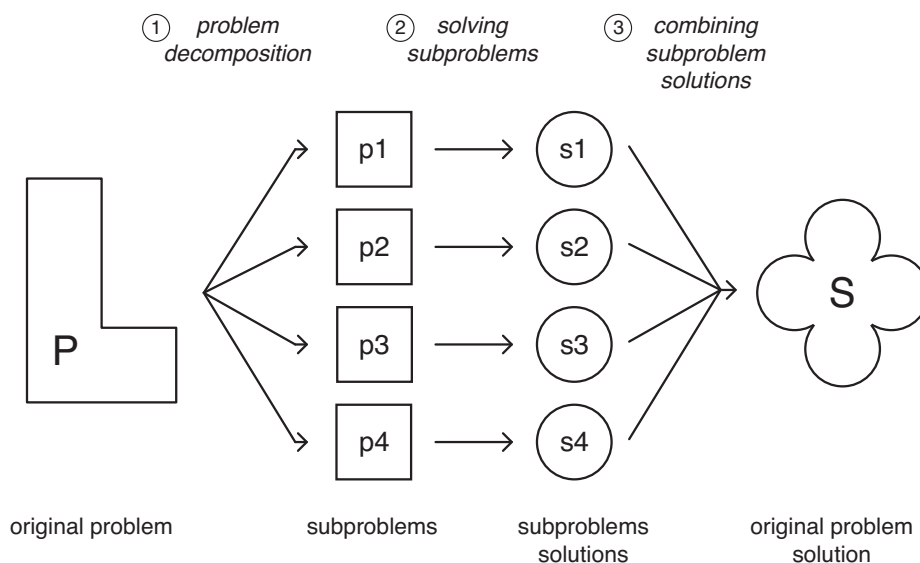 1 problem
decomposition
2 solving
subproblems
3 combining
subproblem
solutions
P
p1
p2
p3
p4
s1
s2
s3
s4
S
original problem
subproblems
subproblems
solutions
original problem
solution